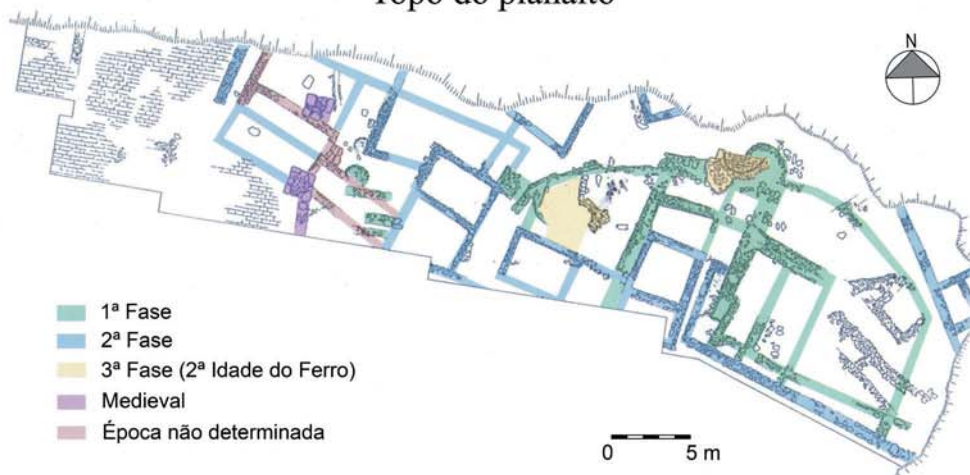 Topo do planalto
N
1ª Fase
2ª Fase
3ª Fase (2ª Idade do Ferro)
Medieval
Época não determinada
0 5 m